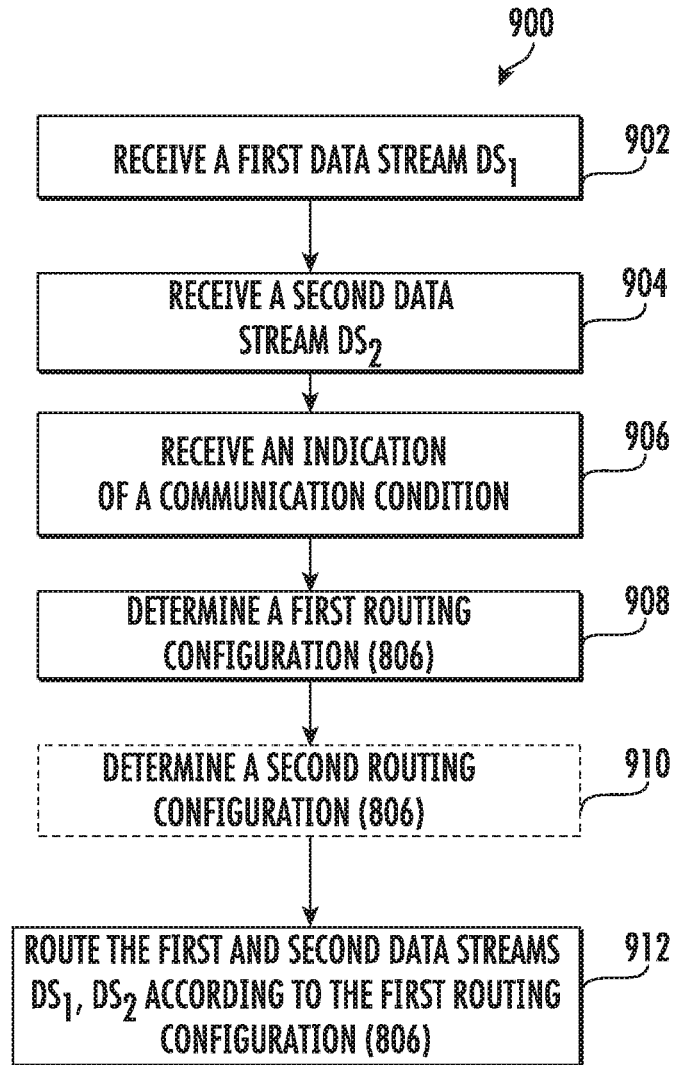 900
RECEIVE A FIRST DATA STREAM DS1
902
RECEIVE A SECOND DATA
STREAM DS2
904
RECEIVE AN INDICATION
OF A COMMUNICATION CONDITION
906
DETERMINE A FIRST ROUTING
CONFIGURATION (806)
908
DETERMINE A SECOND ROUTING
CONFIGURATION (806)
910
ROUTE THE FIRST AND SECOND DATA STREAMS
DS1, DS2 ACCORDING TO THE FIRST ROUTING
CONFIGURATION (806)
912